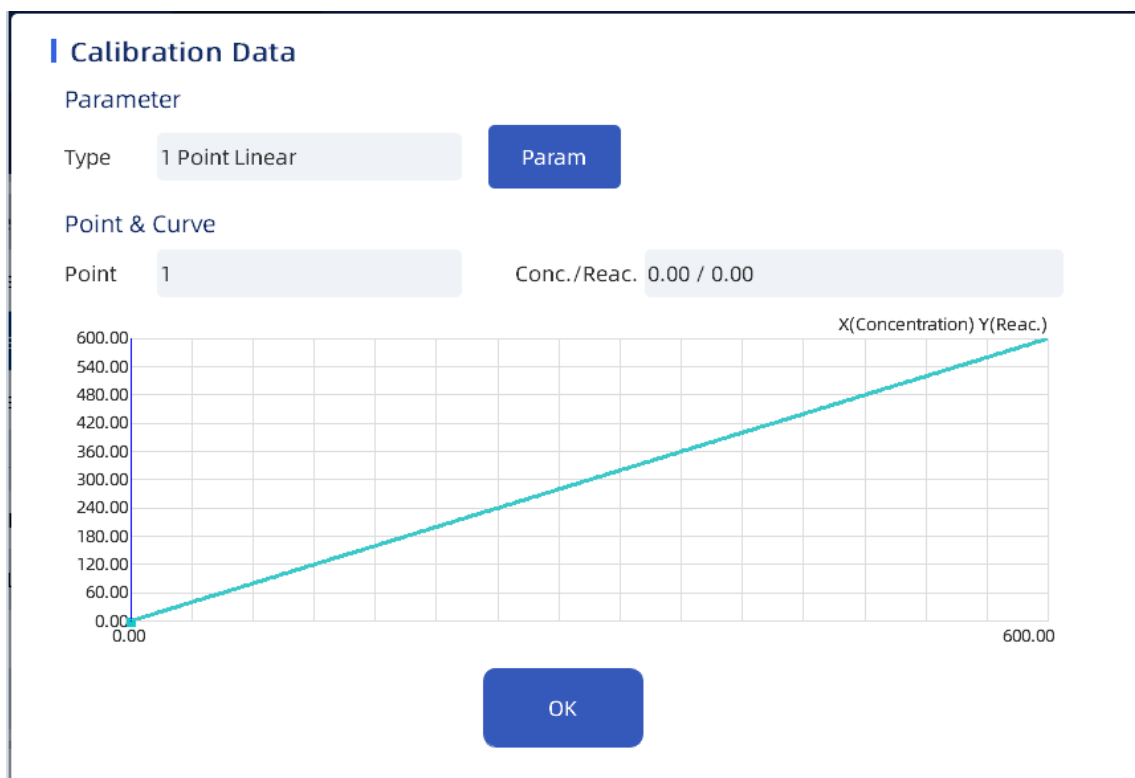 Calibration Data
Parameter
Type 1 Point Linear Param
Point & Curve
Point 1 Conc./Reac. 0.00 / 0.00
X(Concentration) Y(Reac.)
600.00
540.00
480.00
420.00
360.00
300.00
240.00
180.00
120.00
60.00
0.00
0.00 600.00
OK